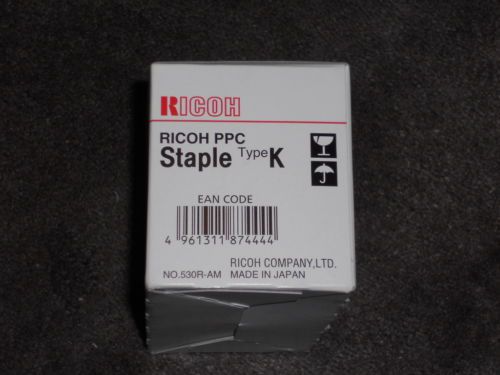 RICOH
RICOH PPC
Staple Type K
EAN CODE
4 961311 874444
RICOH COMPANY,LTD.
NO.530R-AM MADE IN JAPAN